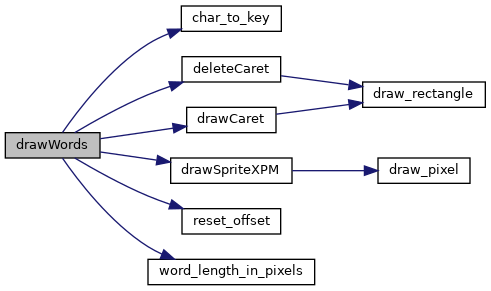 char_to_key
deleteCaret
draw_rectangle
drawCaret
drawWords
drawSpriteXPM
draw_pixel
reset_offset
word_length_in_pixels